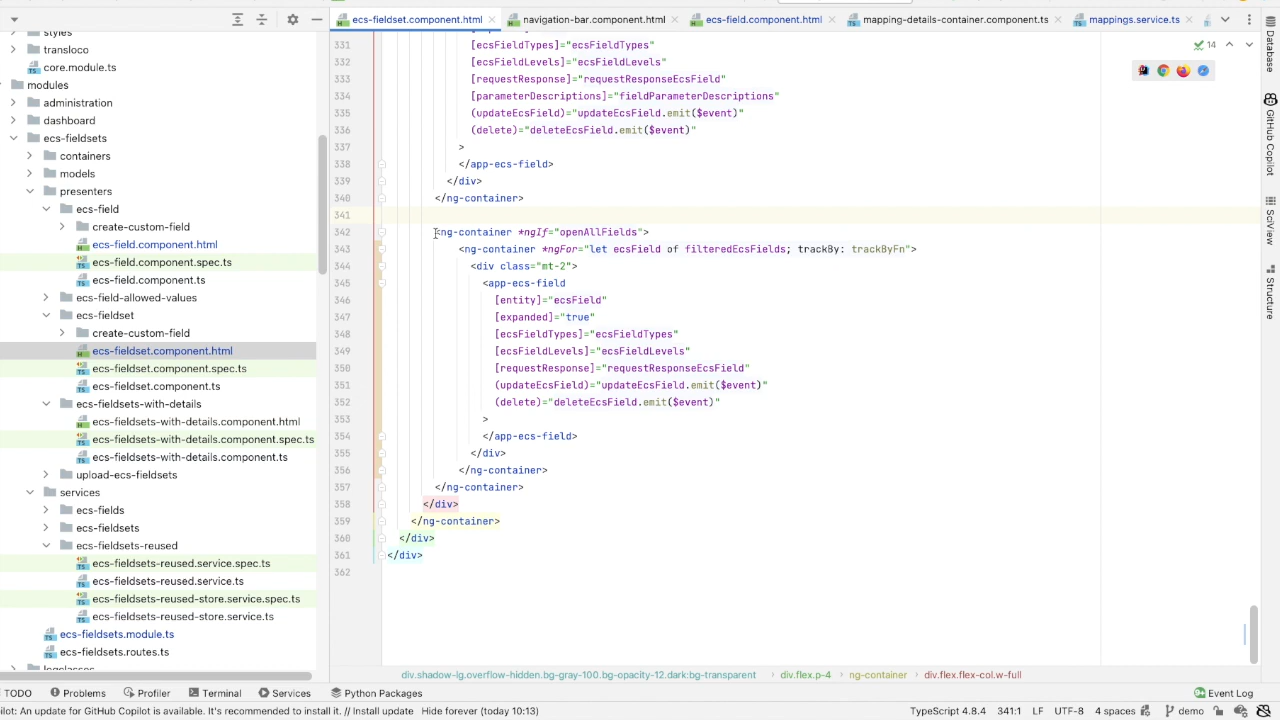 ecs-fieldset.component.html
navigation-bar.component.html
ecs-field.component.html
mapping-details-container.component.ts
mappings.service.ts
styles
transloco
core.module.ts
modules
administration
dashboard
ecs-fieldsets
containers
models
presenters
ecs-field
create-custom-field
ecs-field.component.html
ecs-field.component.spec.ts
ecs-field.component.ts
ecs-field-allowed-values
ecs-fieldset
create-custom-field
ecs-fieldset.component.html
ecs-fieldset.component.spec.ts
ecs-fieldset.component.ts
ecs-fieldsets-with-details
ecs-fieldsets-with-details.component.html
ecs-fieldsets-with-details.component.spec.ts
ecs-fieldsets-with-details.component.ts
upload-ecs-fieldsets
services
ecs-fields
ecs-fieldsets
ecs-fieldsets-reused
ecs-fieldsets-reused.service.spec.ts
ecs-fieldsets-reused.service.ts
ecs-fieldsets-reused-store.service.spec.ts
ecs-fieldsets-reused-store.service.ts
ecs-fieldsets.module.ts
ecs-fieldsets.routes.ts
331 [ecsFieldTypes]="ecsFieldTypes"
332 [ecsFieldLevels]="ecsFieldLevels"
333 [requestResponse]="requestResponseEcsField"
334 [parameterDescriptions]="fieldParameterDescriptions"
335 (updateEcsField)="updateEcsField.emit($event)"
336 (delete)="deleteEcsField.emit($event)"
337 >
338 </app-ecs-field>
339 </div>
340 </ng-container>
341
342 <ng-container *ngIf="openAllFields">
343 <ng-container *ngFor="let ecsField of filteredEcsFields; trackBy: trackByFn">
344 <div class="mt-2">
345 <app-ecs-field
346 [entity]="ecsField"
347 [expanded]="true"
348 [ecsFieldTypes]="ecsFieldTypes"
349 [ecsFieldLevels]="ecsFieldLevels"
350 [requestResponse]="requestResponseEcsField"
351 (updateEcsField)="updateEcsField.emit($event)"
352 (delete)="deleteEcsField.emit($event)"
353 >
354 </app-ecs-field>
355 </div>
356 </ng-container>
357 </ng-container>
358 </div>
359 </ng-container>
360 </div>
361 </div>
362
14
Database
GitHub Copilot
SciView
Structure
div.shadow-lg.overflow-hidden.bg-gray-100.bg-opacity-12.dark:bg-transparent
div.flex.p-4
ng-container
div.flex.flex-col.w-full
TODO
Problems
Profiler
Terminal
Services
Python Packages
Event Log
pilot: An update for GitHub Copilot is available. It's recommended to install it. // Install update Hide forever (today 10:13)
TypeScript 4.8.4 341:1 LF UTF-8 4 spaces demo